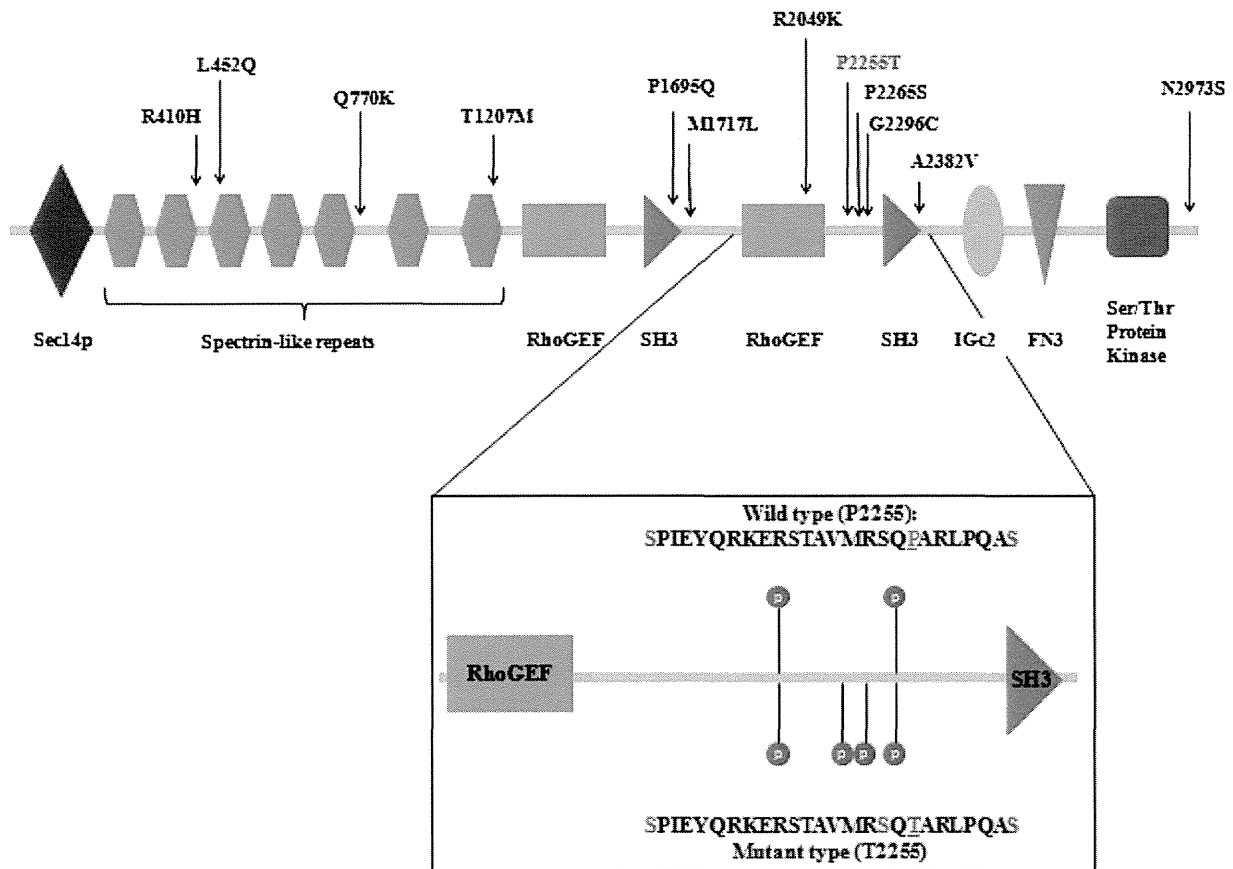 R2049K
L452Q
P2255T
R410H
Q770K
T1207M
P1695Q
M1717L
P2265S
G2296C
A2382V
N2973S
Sec14p
Spectrin-like repeats
RhoGEF
SH3
RhoGEF
SH3
IGc2
FN3
Ser/Thr
Protein
Kinase
Wild type (P2255):
SPIEYQRKERSTAVMRSQPARLPQAS
p p
RhoGEF
SH3
p p p p
SPIEYQRKERSTAVMRSQTARLPQAS
Mutant type (T2255)